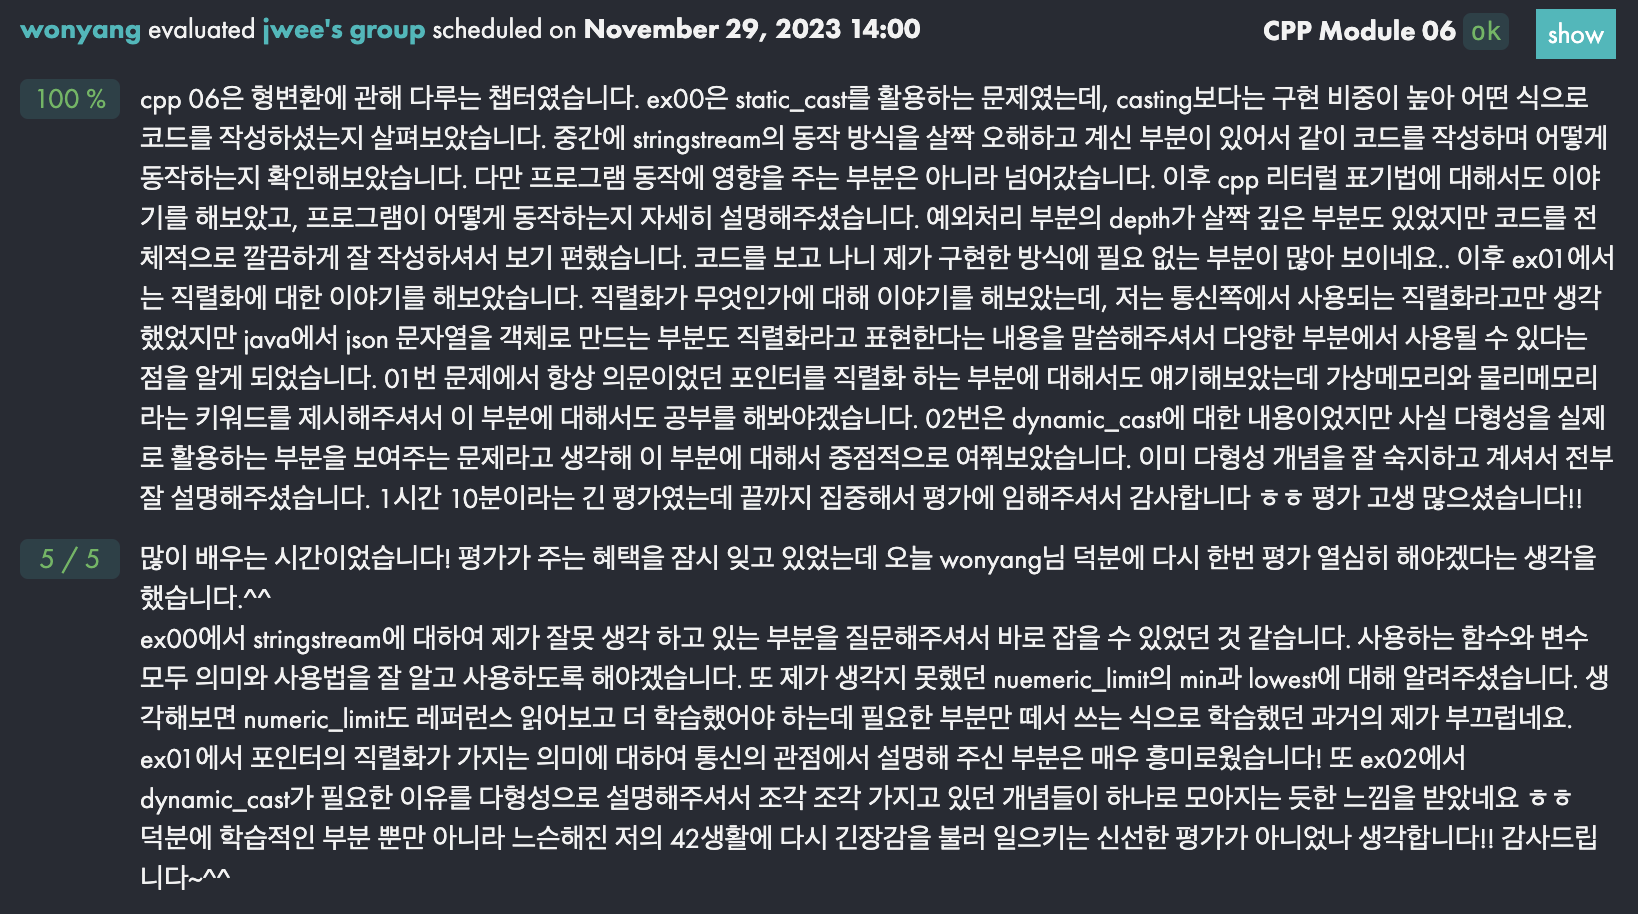 wonyang evaluated jwee's group scheduled on November 29, 2023 14:00 CPP Module 06 ok show
100 % cpp 06은 형변환에 관해 다루는 챕터였습니다. ex00은 static_cast를 활용하는 문제였는데, casting보다는 구현 비중이 높아 어떤 식으로
코드를 작성하셨는지 살펴보았습니다. 중간에 stringstream의 동작 방식을 살짝 오해하고 계신 부분이 있어서 같이 코드를 작성하며 어떻게
동작하는지 확인해보았습니다. 다만 프로그램 동작에 영향을 주는 부분은 아니라 넘어갔습니다. 이후 cpp 리터럴 표기법에 대해서도 이야
기를 해보았고, 프로그램이 어떻게 동작하는지 자세히 설명해주셨습니다. 예외처리 부분의 depth가 살짝 깊은 부분도 있었지만 코드를 전
체적으로 깔끔하게 잘 작성하셔서 보기 편했습니다. 코드를 보고 나니 제가 구현한 방식에 필요 없는 부분이 많아 보이네요.. 이후 ex01에서
는 직렬화에 대한 이야기를 해보았습니다. 직렬화가 무엇인가에 대해 이야기를 해보았는데, 저는 통신쪽에서 사용되는 직렬화라고만 생각
했었지만 java에서 json 문자열을 객체로 만드는 부분도 직렬화라고 표현한다는 내용을 말씀해주셔서 다양한 부분에서 사용될 수 있다는
점을 알게 되었습니다. 01번 문제에서 항상 의문이었던 포인터를 직렬화 하는 부분에 대해서도 얘기해보았는데 가상메모리와 물리메모리
라는 키워드를 제시해주셔서 이 부분에 대해서도 공부를 해봐야겠습니다. 02번은 dynamic_cast에 대한 내용이었지만 사실 다형성을 실제
로 활용하는 부분을 보여주는 문제라고 생각해 이 부분에 대해서 중점적으로 여쭤보았습니다. 이미 다형성 개념을 잘 숙지하고 계셔서 전부
잘 설명해주셨습니다. 1시간 10분이라는 긴 평가였는데 끝까지 집중해서 평가에 임해주셔서 감사합니다 ㅎㅎ 평가 고생 많으셨습니다!!
5 / 5 많이 배우는 시간이었습니다! 평가가 주는 혜택을 잠시 잊고 있었는데 오늘 wonyang님 덕분에 다시 한번 평가 열심히 해야겠다는 생각을
했습니다.^^
ex00에서 stringstream에 대하여 제가 잘못 생각 하고 있는 부분을 질문해주셔서 바로 잡을 수 있었던 것 같습니다. 사용하는 함수와 변수
모두 의미와 사용법을 잘 알고 사용하도록 해야겠습니다. 또 제가 생각지 못했던 nuemeric_limit의 min과 lowest에 대해 알려주셨습니다. 생
각해보면 numeric_limit도 레퍼런스 읽어보고 더 학습했어야 하는데 필요한 부분만 떼서 쓰는 식으로 학습했던 과거의 제가 부끄럽네요.
ex01에서 포인터의 직렬화가 가지는 의미에 대하여 통신의 관점에서 설명해 주신 부분은 매우 흥미로웠습니다! 또 ex02에서
dynamic_cast가 필요한 이유를 다형성으로 설명해주셔서 조각 조각 가지고 있던 개념들이 하나로 모아지는 듯한 느낌을 받았네요 ㅎㅎ
덕분에 학습적인 부분 뿐만 아니라 느슨해진 저의 42생활에 다시 긴장감을 불러 일으키는 신선한 평가가 아니었나 생각합니다!! 감사드립
니다~^^